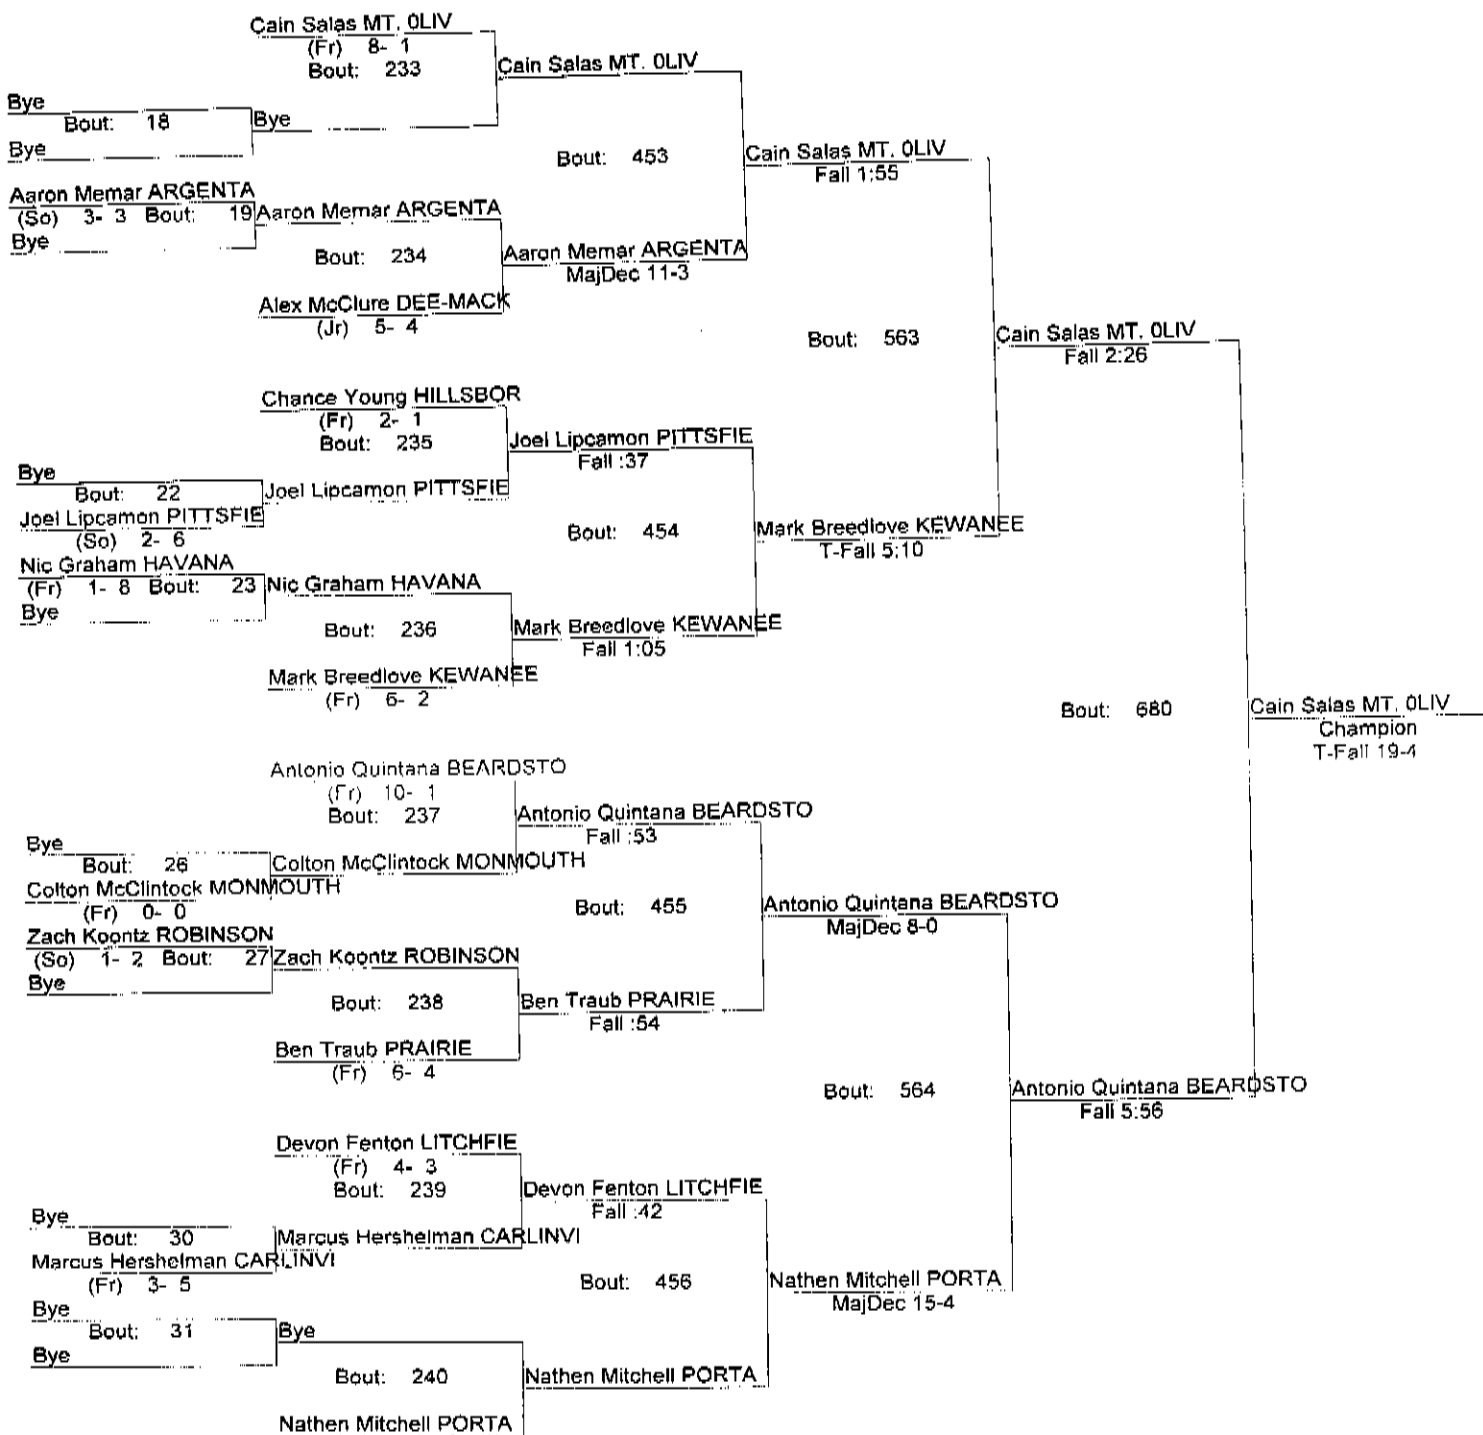 Cain Salas MT. 0LIV
(Fr) 8- 1
Bout: 233
Cain Salas MT. 0LIV
Bye
Bout: 18
Bye
Bye
Bout: 453
Cain Salas MT. 0LIV
Fall 1:55
Aaron Memar ARGENTA
(So) 3- 3 Bout: 19
Aaron Memar ARGENTA
Bye
Bout: 234
Aaron Memar ARGENTA
MajDec 11-3
Alex McClure DEE-MACK
(Jr) 5- 4
Bout: 563
Cain Salas MT. 0LIV
Fall 2:26
Chance Young HILLSBOR
(Fr) 2- 1
Bout: 235
Joel Lipcamon PITTSFIE
Fall :37
Bye
Bout: 22
Joel Lipcamon PITTSFIE
Joel Lipcamon PITTSFIE
(So) 2- 6
Bout: 454
Mark Breedlove KEWANEE
T-Fall 5:10
Nic Graham HAVANA
(Fr) 1- 8 Bout: 23
Nic Graham HAVANA
Bye
Bout: 236
Mark Breedlove KEWANEE
Fall 1:05
Mark Breedlove KEWANEE
(Fr) 6- 2
Bout: 680
Cain Salas MT. 0LIV
Champion
T-Fall 19-4
Antonio Quintana BEARDSTO
(Fr) 10- 1
Bout: 237
Antonio Quintana BEARDSTO
Fall :53
Bye
Bout: 26
Colton McClintock MONMOUTH
Colton McClintock MONMOUTH
(Fr) 0- 0
Bout: 455
Antonio Quintana BEARDSTO
MajDec 8-0
Zach Koontz ROBINSON
(So) 1- 2 Bout: 27
Zach Koontz ROBINSON
Bye
Bout: 238
Ben Traub PRAIRIE
Fall :54
Ben Traub PRAIRIE
(Fr) 6- 4
Bout: 564
Antonio Quintana BEARDSTO
Fall 5:56
Devon Fenton LITCHFIE
(Fr) 4- 3
Bout: 239
Devon Fenton LITCHFIE
Fall :42
Bye
Bout: 30
Marcus Hershelman CARLINVI
Marcus Hershelman CARLINVI
(Fr) 3- 5
Bout: 456
Nathen Mitchell PORTA
MajDec 15-4
Bye
Bout: 31
Bye
Bye
Bout: 240
Nathen Mitchell PORTA
Nathen Mitchell PORTA